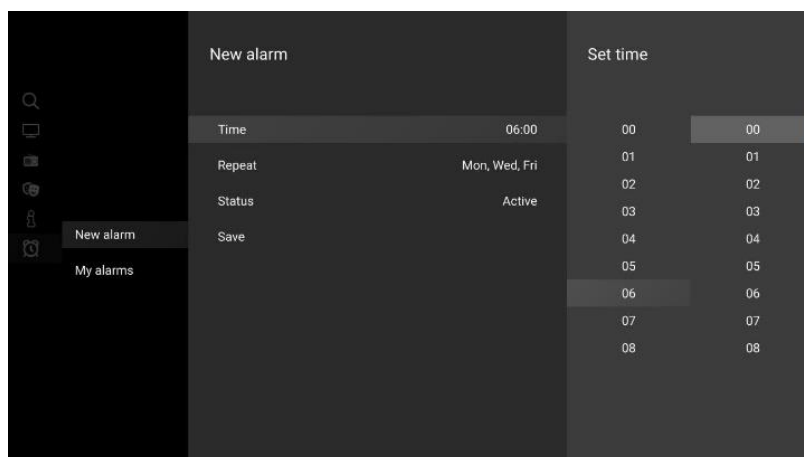 New alarm Set time
Time 06:00 00 00
Repeat Mon, Wed, Fri 01 01
02 02
Status Active
03 03
New alarm Save 04 04
My alarms 05 05
06 06
07 07
08 08